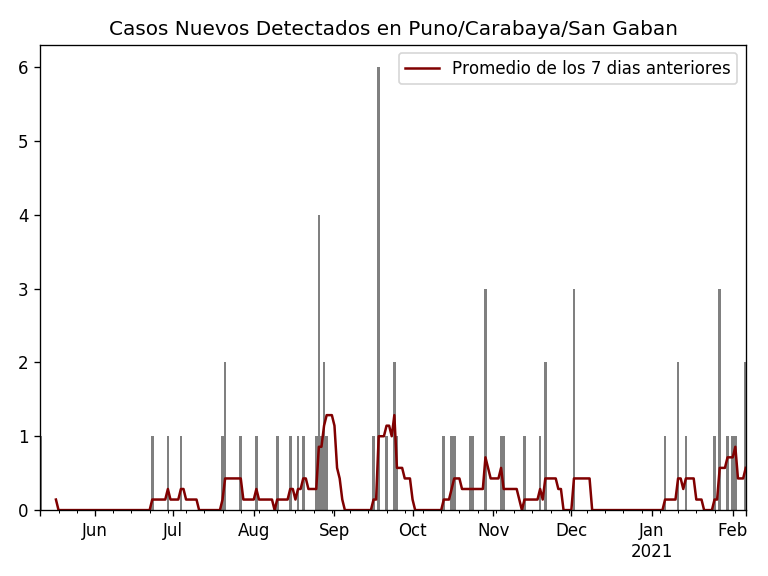 Casos Nuevos Detectados en Puno/Carabaya/San Gaban
Promedio de los 7 dias anteriores
6
5
4
3
2
1
0
Jun Jul Aug Sep Oct Nov Dec Jan Feb
2021